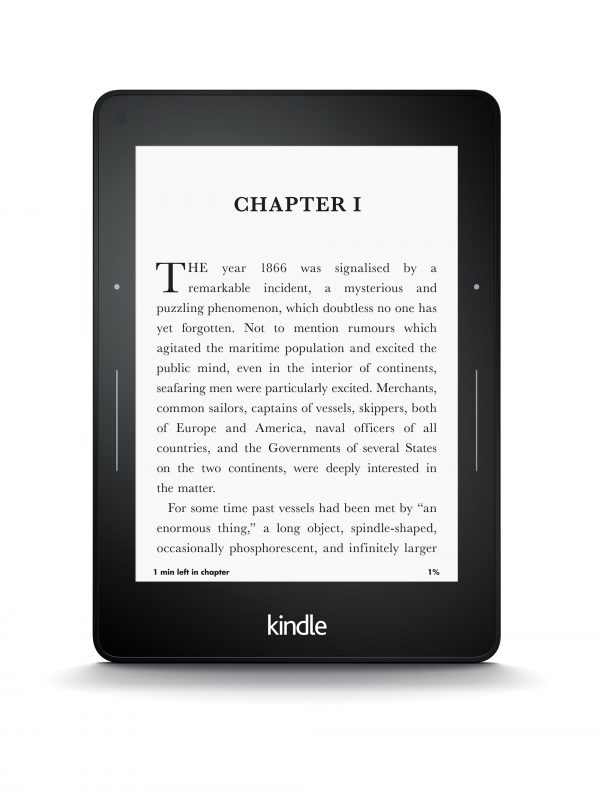 CHAPTER I
THE year 1866 was signalised by a
remarkable incident, a mysterious and
puzzling phenomenon, which doubtless no one has
yet forgotten. Not to mention rumours which
agitated the maritime population and excited the
public mind, even in the interior of continents,
seafaring men were particularly excited. Merchants,
common sailors, captains of vessels, skippers, both
of Europe and America, naval officers of all
countries, and the Governments of several States
on the two continents, were deeply interested in
the matter.
For some time past vessels had been met by “an
enormous thing,” a long object, spindle-shaped,
occasionally phosphorescent, and infinitely larger
1 min left in chapter 1%
kindle